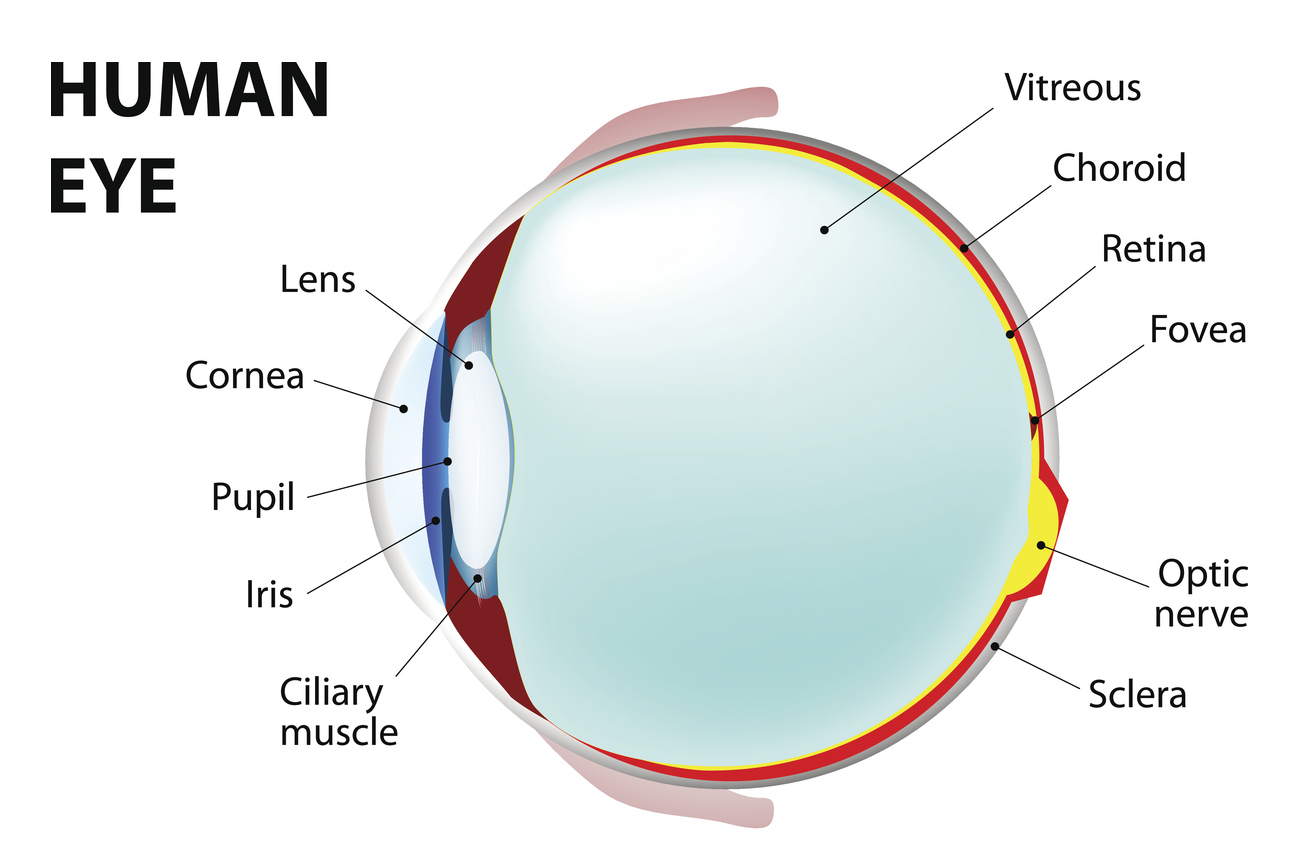 HUMAN
EYE
Vitreous
Choroid
Retina
Fovea
Lens
Cornea
Pupil
Iris
Ciliary
muscle
Optic
nerve
Sclera